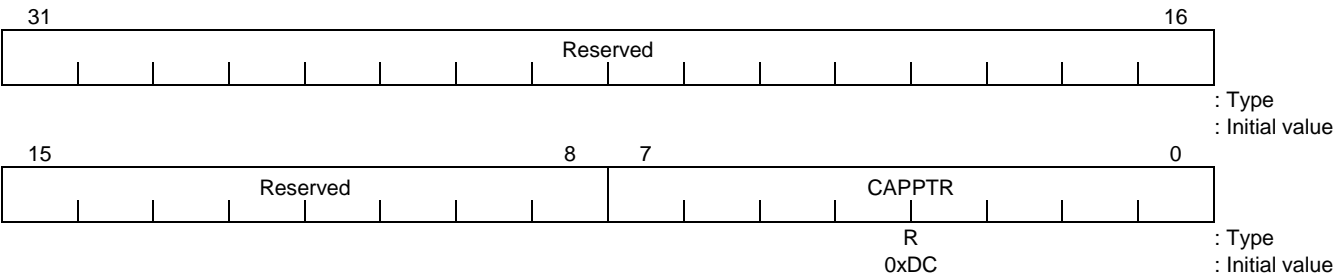 31 16
Reserved
: Type
: Initial value
15 8 7 0
Reserved CAPPTR
R : Type
0xDC : Initial value